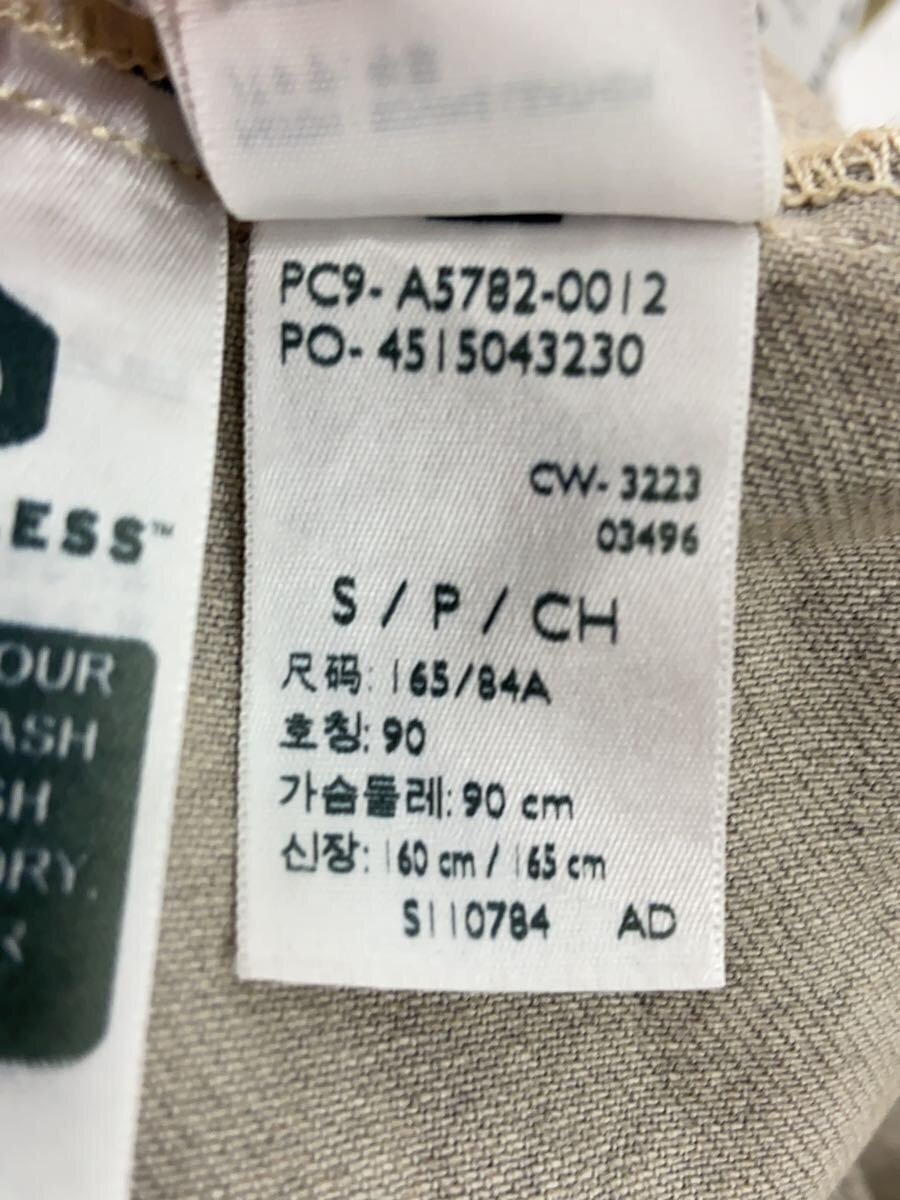 PC9- A5782-0012
PO- 4515043230
CW- 3223
03496
S / P / CH
尺码: 165/84A
호칭: 90
가슴둘레: 90 cm
신장: 160 cm / 165 cm
S110784 AD
ESS™
OUR
ASH
SH
DRY.